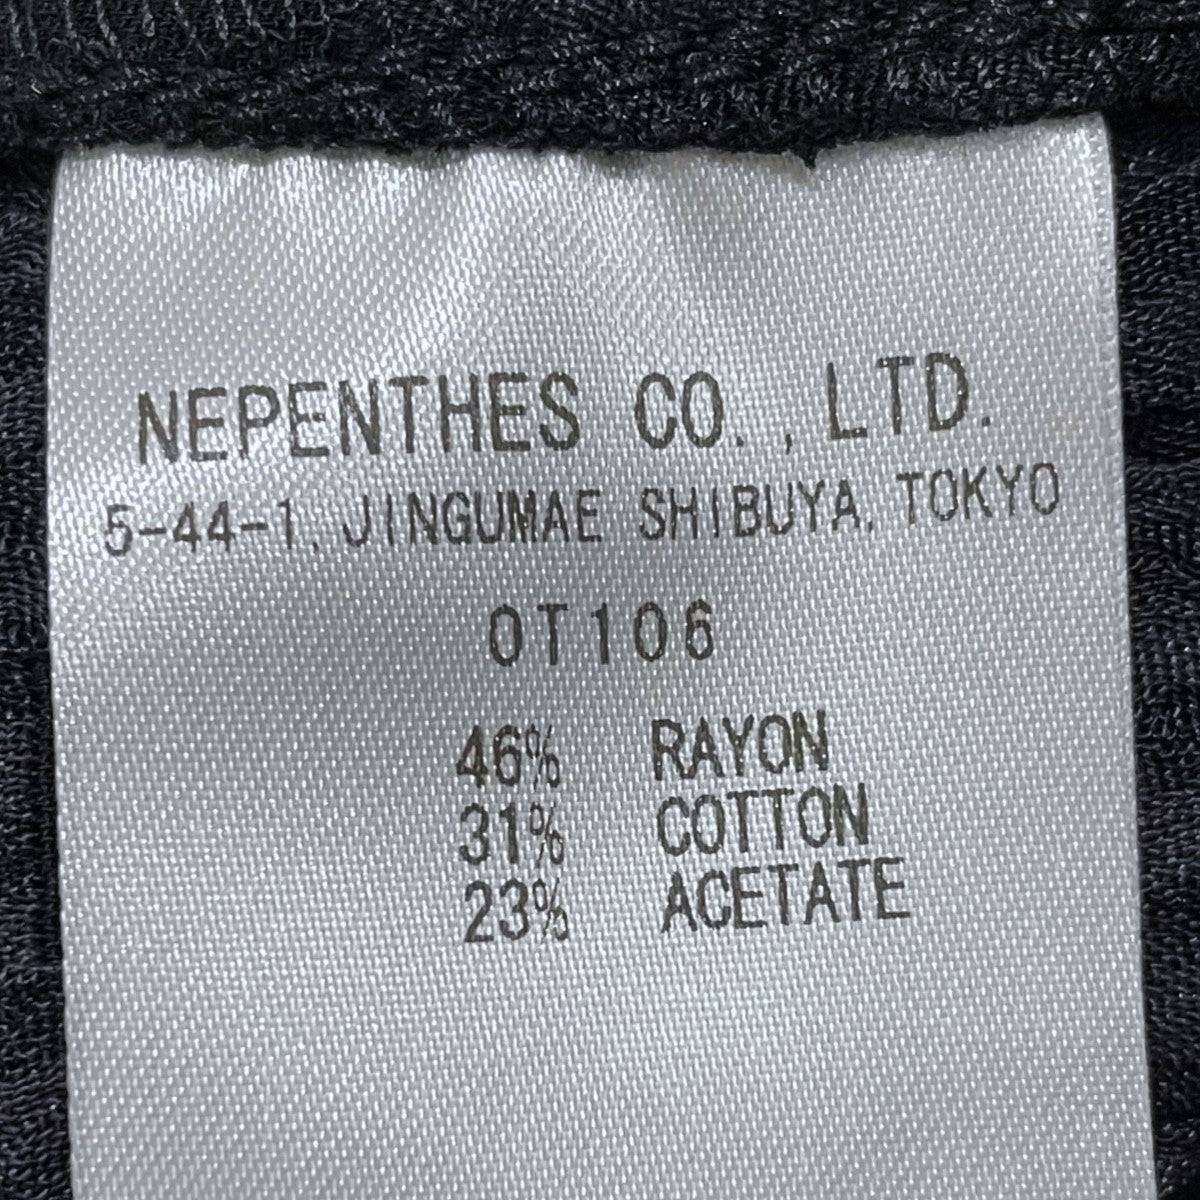 NEPENTHES CO., LTD.
5-44-1, JINGUMAE SHIBUYA, TOKYO
OT106
46% RAYON
31% COTTON
23% ACETATE